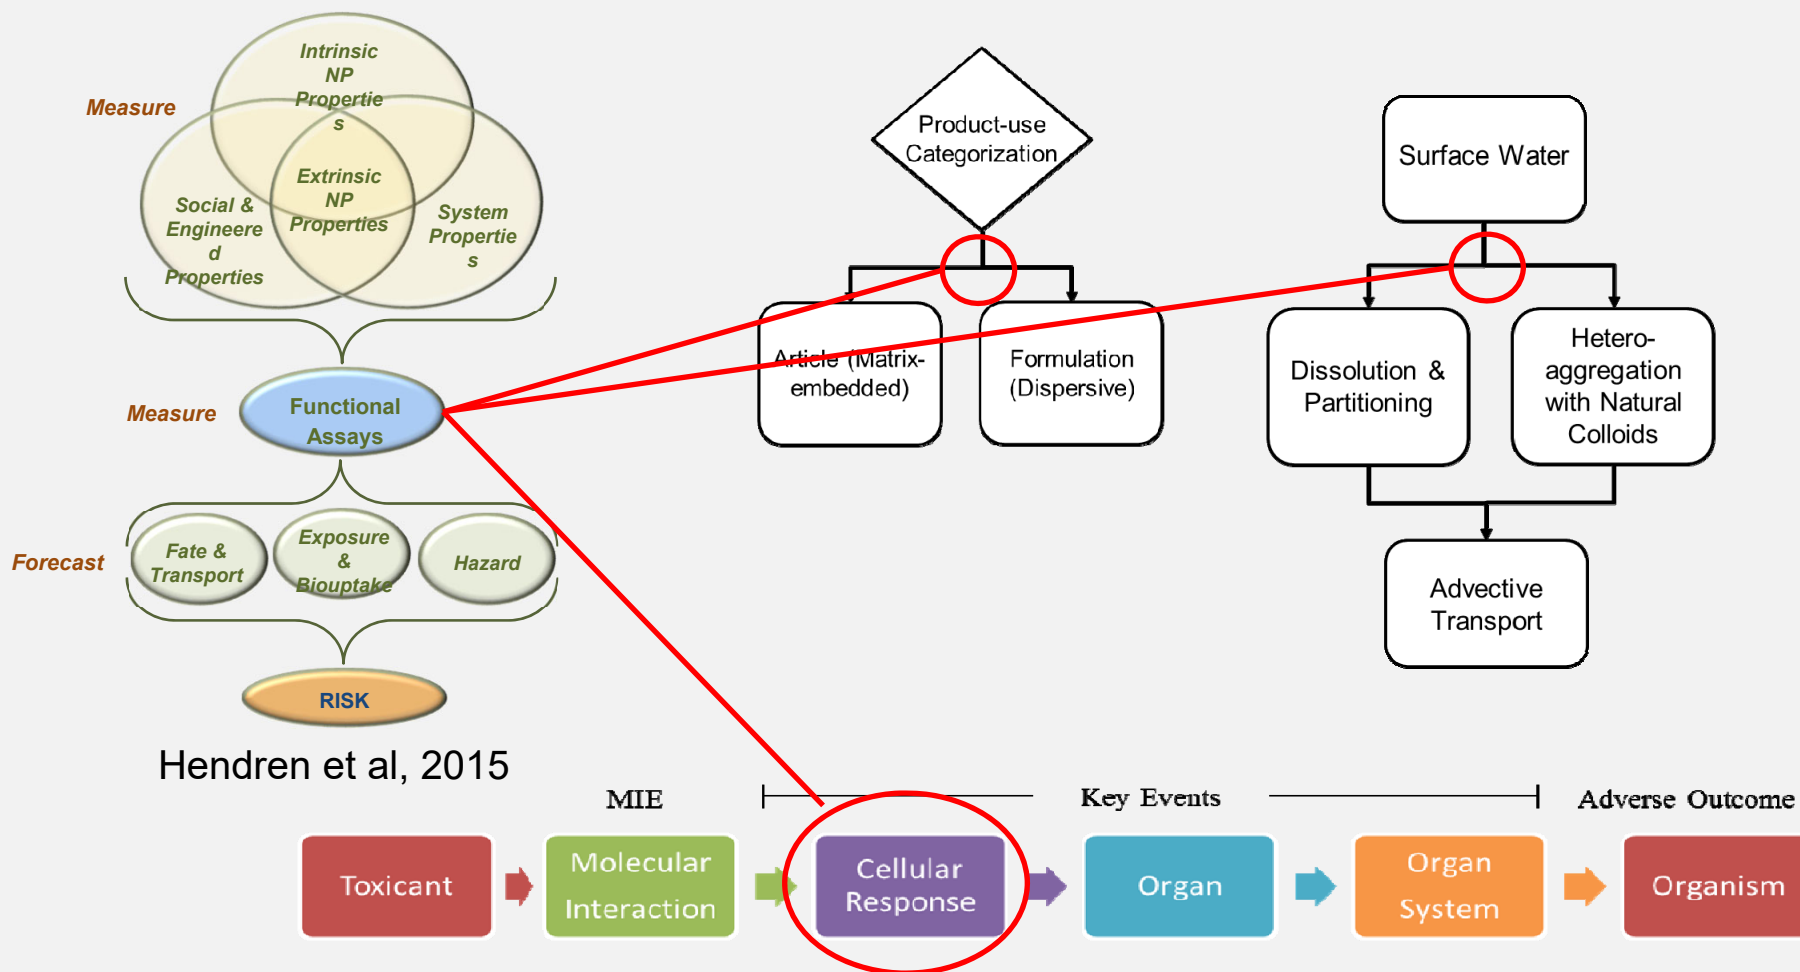 Intrinsic
NP
Propertie
s
Measure
Extrinsic
NP
Properties
Social &
Engineere
d
Properties
System
Propertie
s
Measure
Functional
Assays
Forecast
Fate &
Transport
Exposure
&
Biouptake
Hazard
RISK
Hendren et al, 2015
Product-use
Categorization
Article (Matrix-
embedded)
Formulation
(Dispersive)
Surface Water
Dissolution &
Partitioning
Hetero-
aggregation
with Natural
Colloids
Advective
Transport
MIE
Key Events
Adverse Outcome
Toxicant
Molecular
Interaction
Cellular
Response
Organ
Organ
System
Organism